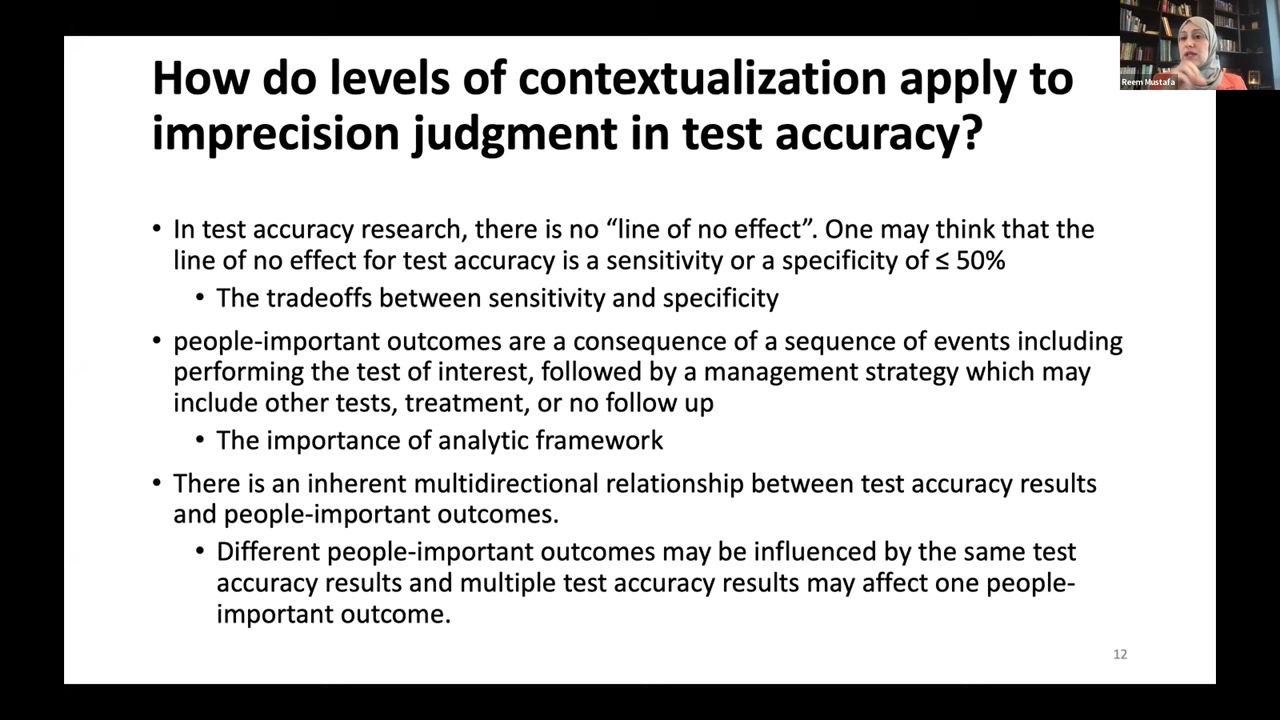 How do levels of contextualization apply to
imprecision judgment in test accuracy?
• In test accuracy research, there is no “line of no effect”. One may think that the
line of no effect for test accuracy is a sensitivity or a specificity of ≤ 50%
• The tradeoffs between sensitivity and specificity
• people-important outcomes are a consequence of a sequence of events including
performing the test of interest, followed by a management strategy which may
include other tests, treatment, or no follow up
• The importance of analytic framework
• There is an inherent multidirectional relationship between test accuracy results
and people-important outcomes.
• Different people-important outcomes may be influenced by the same test
accuracy results and multiple test accuracy results may affect one people-
important outcome.
12
Reem Mustafa